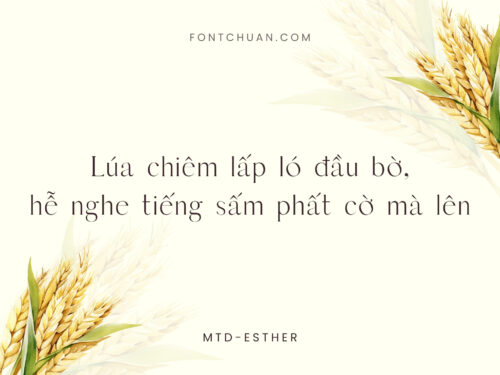 FONTCHUAN.COM
Lúa chiêm lấp ló đầu bờ,
hễ nghe tiếng sấm phất cờ mà lên
MTD-ESTHER